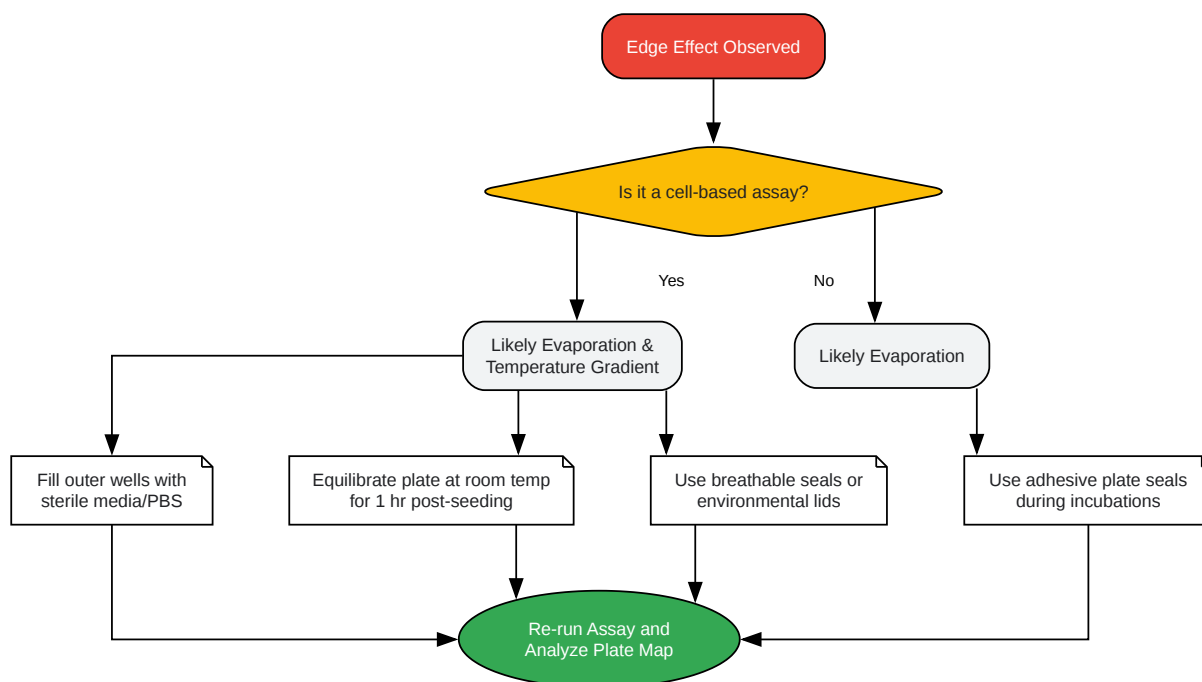 Edge Effect Observed
Is it a cell-based assay?
Yes
No
Likely Evaporation &
Temperature Gradient
Likely Evaporation
Fill outer wells with
sterile media/PBS
Equilibrate plate at room temp
for 1 hr post-seeding
Use breathable seals or
environmental lids
Use adhesive plate seals
during incubations
Re-run Assay and
Analyze Plate Map